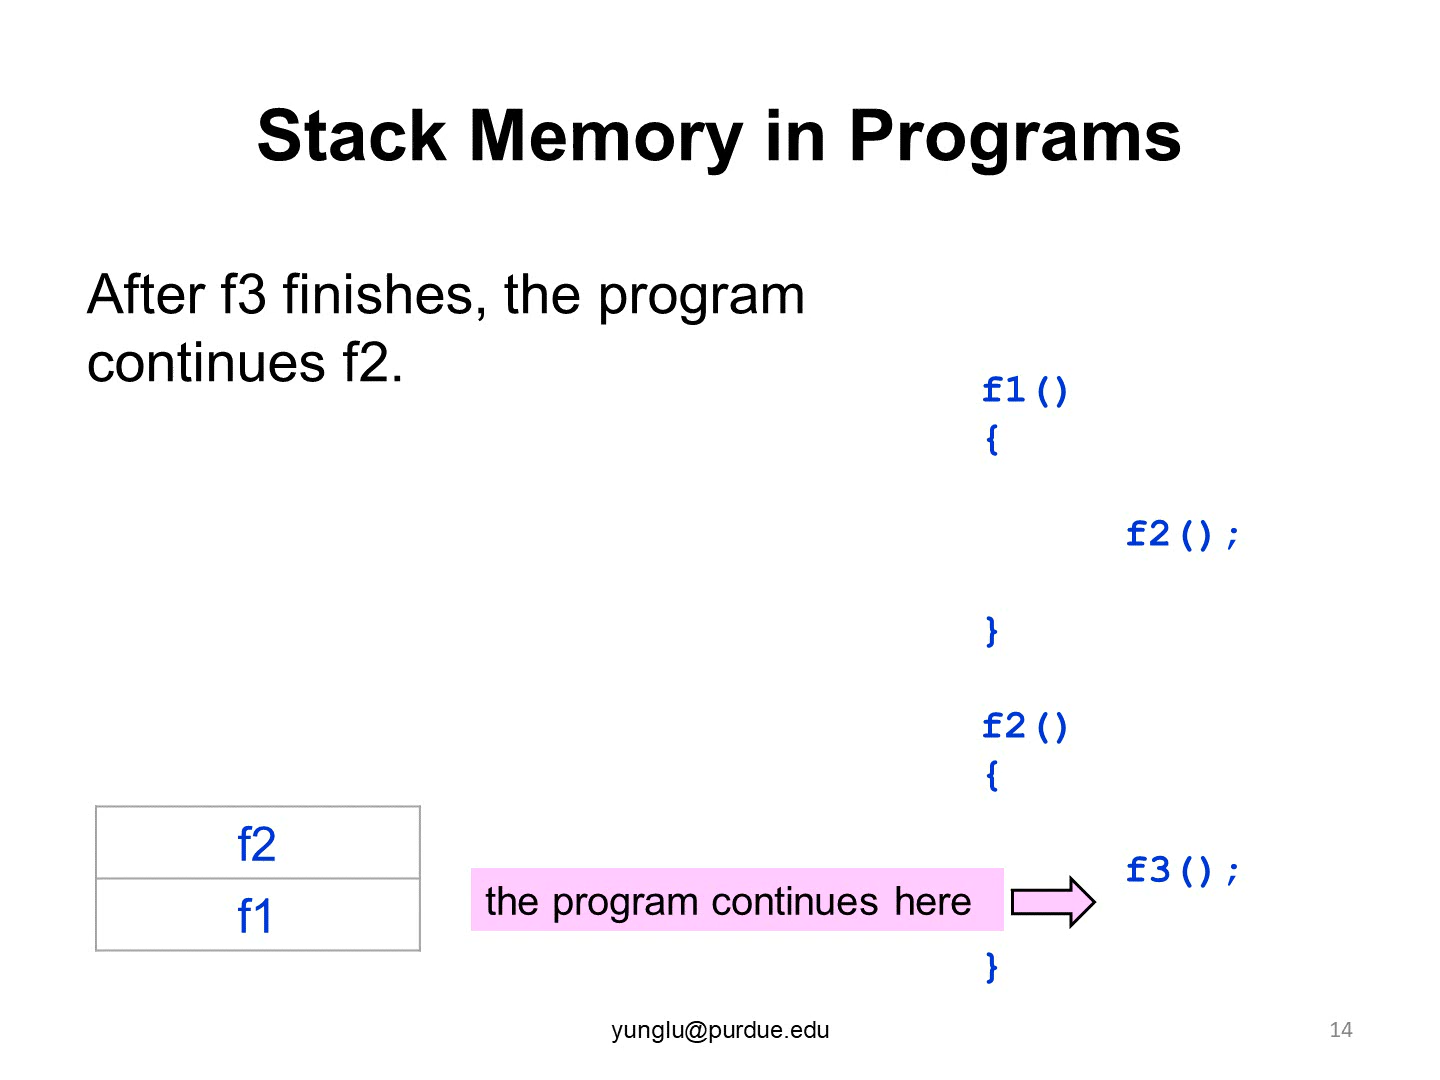 Stack Memory in Programs
After f3 finishes, the program
continues f2.
f1()
{
f2();
}
f2()
{
f3();
}
f2
f1
the program continues here
yunglu@purdue.edu
14